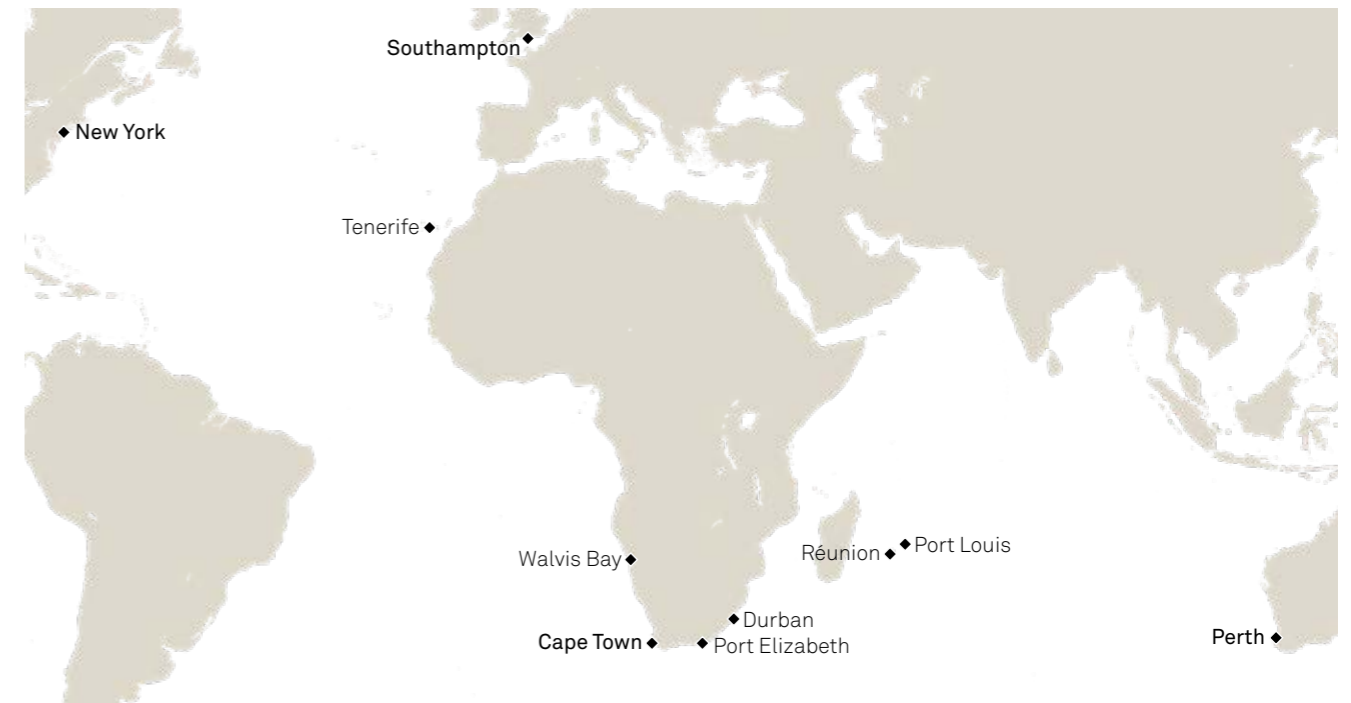 Southampton
New York
Tenerife
Port Louis
Réunion
Walvis Bay
Durban
Cape Town
Port Elizabeth
Perth